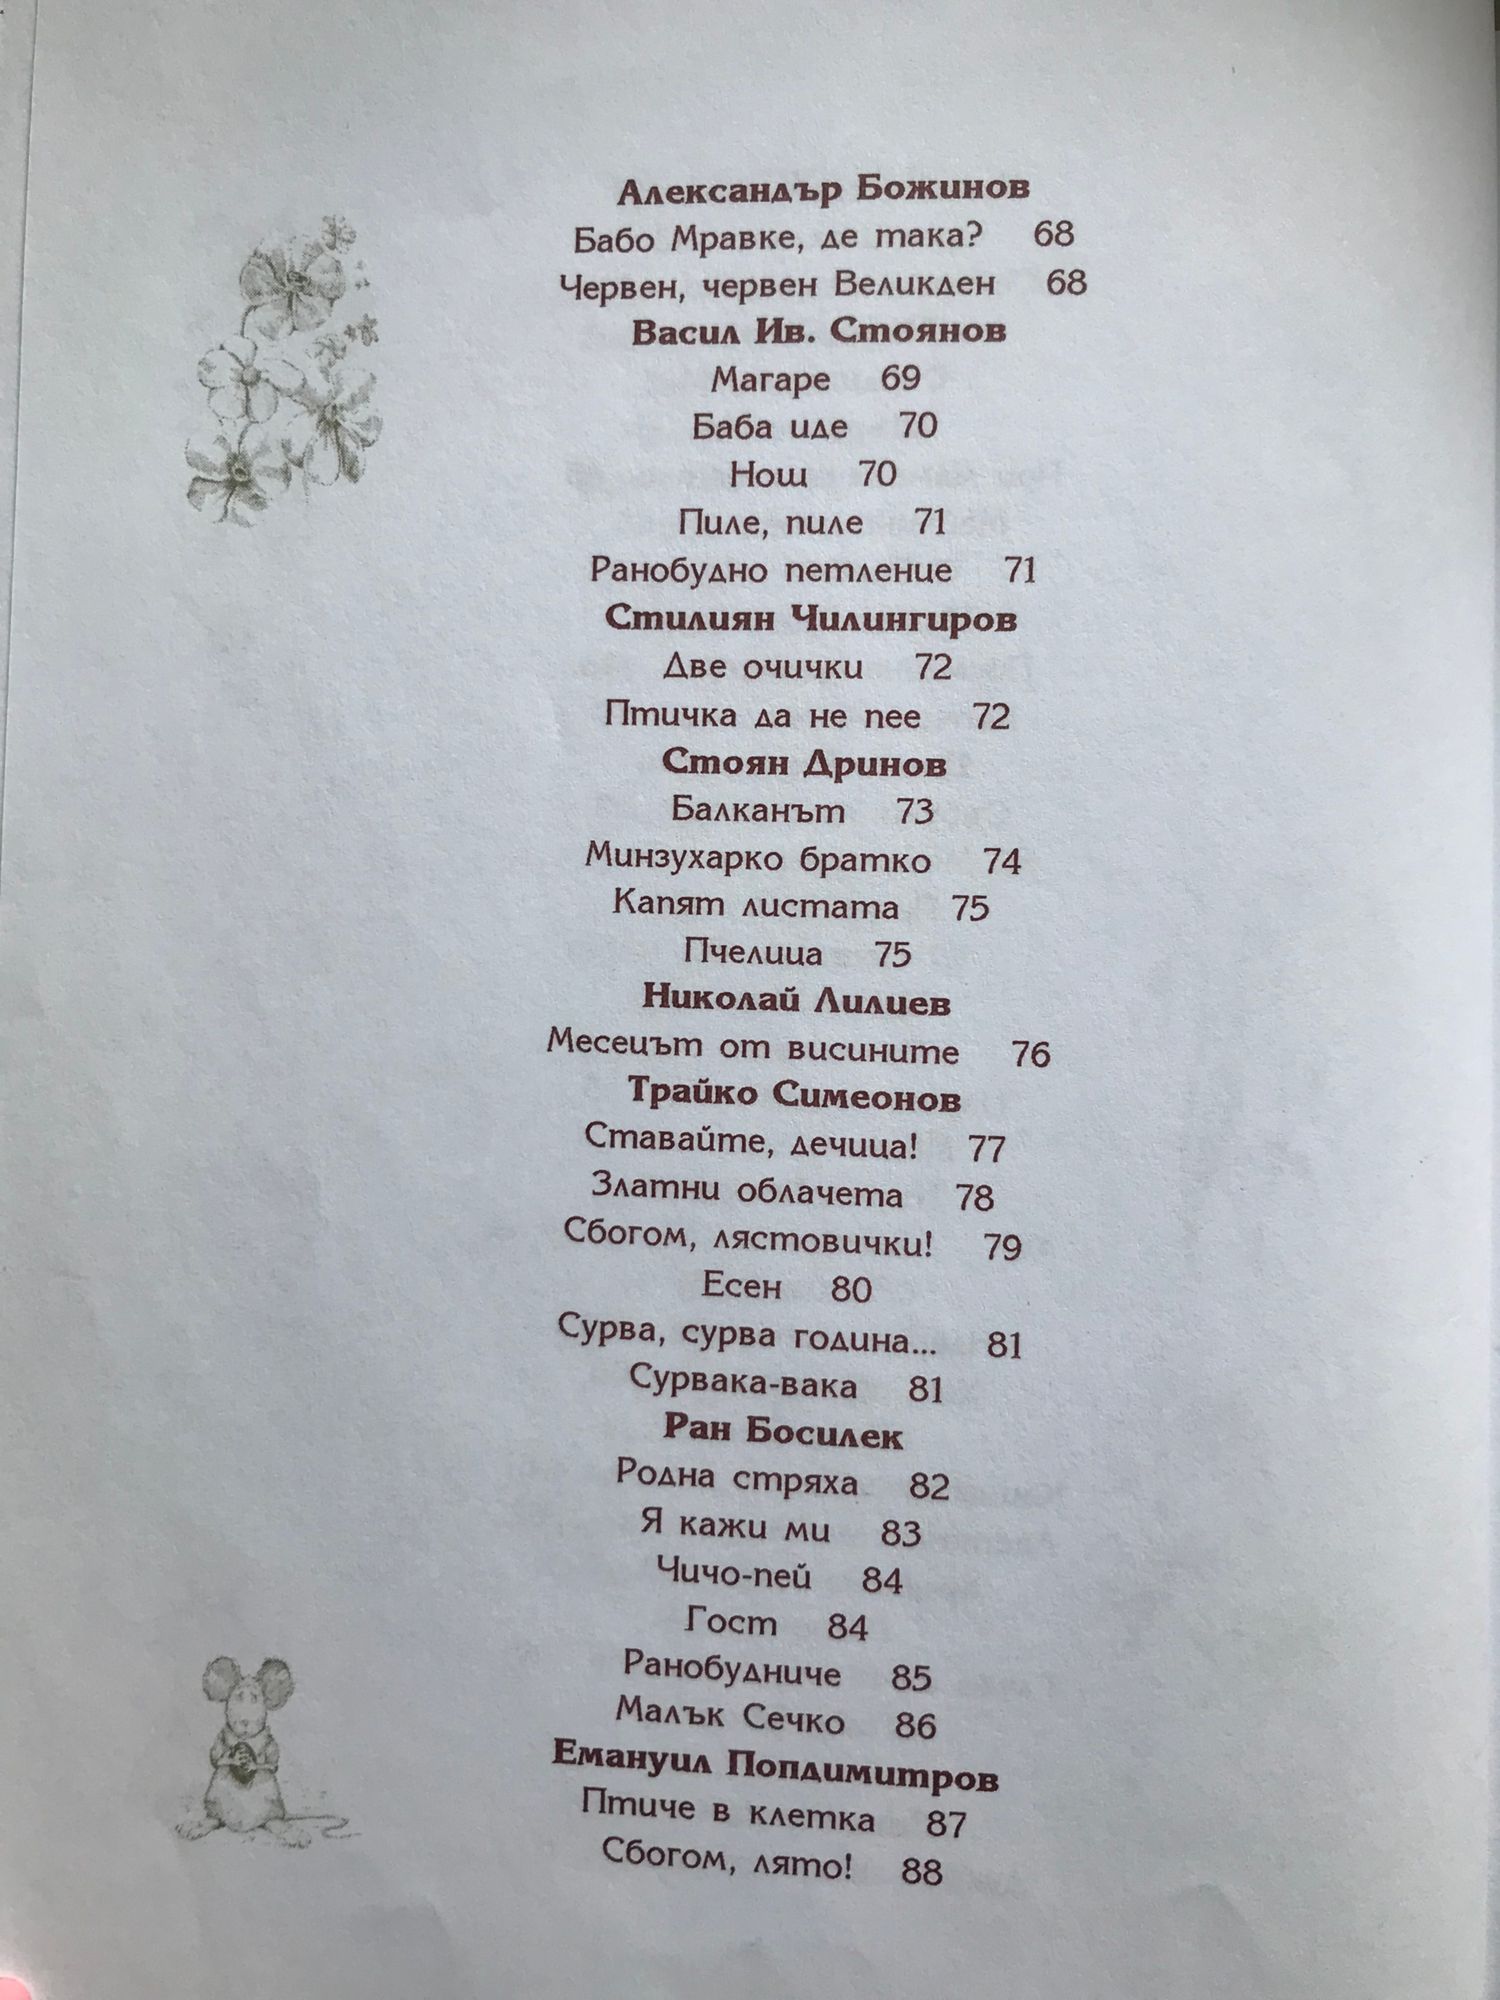 Александър Божинов
Бабо Мравке, де така? 68
Червен, червен Великден 68
Васил Ив. Стоянов
Магаре 69
Баба иде 70
Нощ 70
Пиле, пиле 71
Ранобудно петление 71
Стилиян Чилингиров
Две очички 72
Птичка да не пее 72
Стоян Дринов
Балканът 73
Минзухарко братко 74
Капят листата 75
Пчелица 75
Николай Лилиев
Месецът от висините 76
Трайко Симеонов
Ставайте, дечица! 77
Златни облачета 78
Сбогом, лястовички! 79
Есен 80
Сурва, сурва година... 81
Сурвака-вака 81
Ран Босилек
Родна стряха 82
Я кажи ми 83
Чичо-пей 84
Гост 84
Ранобудниче 85
Малък Сечко 86
Емануил Попдимитров
Птиче в клетка 87
Сбогом, лято! 88